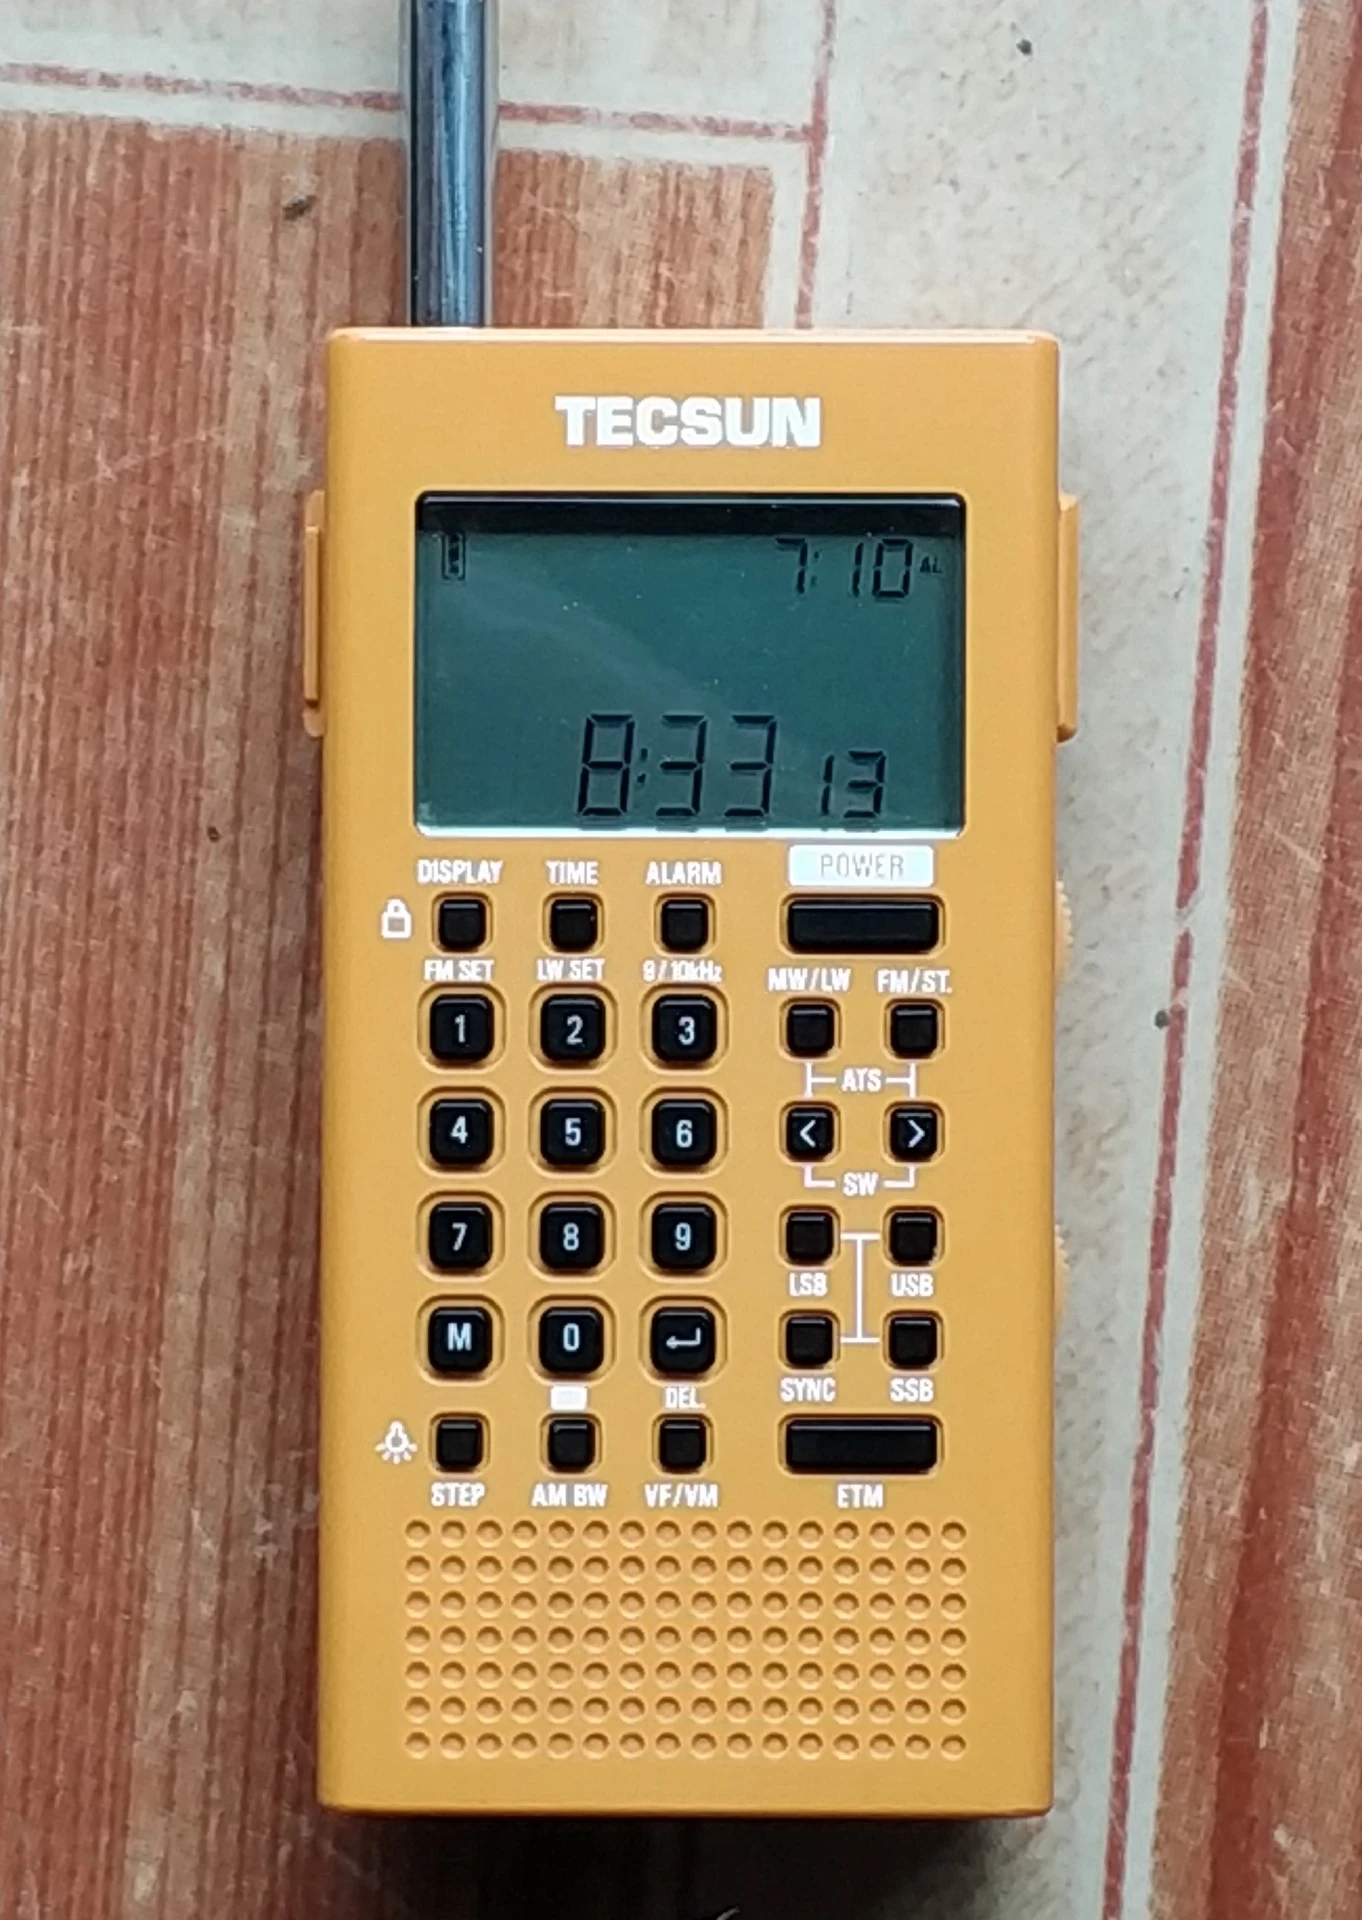 TECSUN
7:10 AL
8:33 13
DISPLAY TIME ALARM POWER
FM SET LW SET 9/10kHz MW/LW FM/ST.
1 2 3
ATS
4 5 6 < >
SW
7 8 9
LSB USB
M 0
DEL. SYNC SSB
STEP AM BW VF/VM ETM